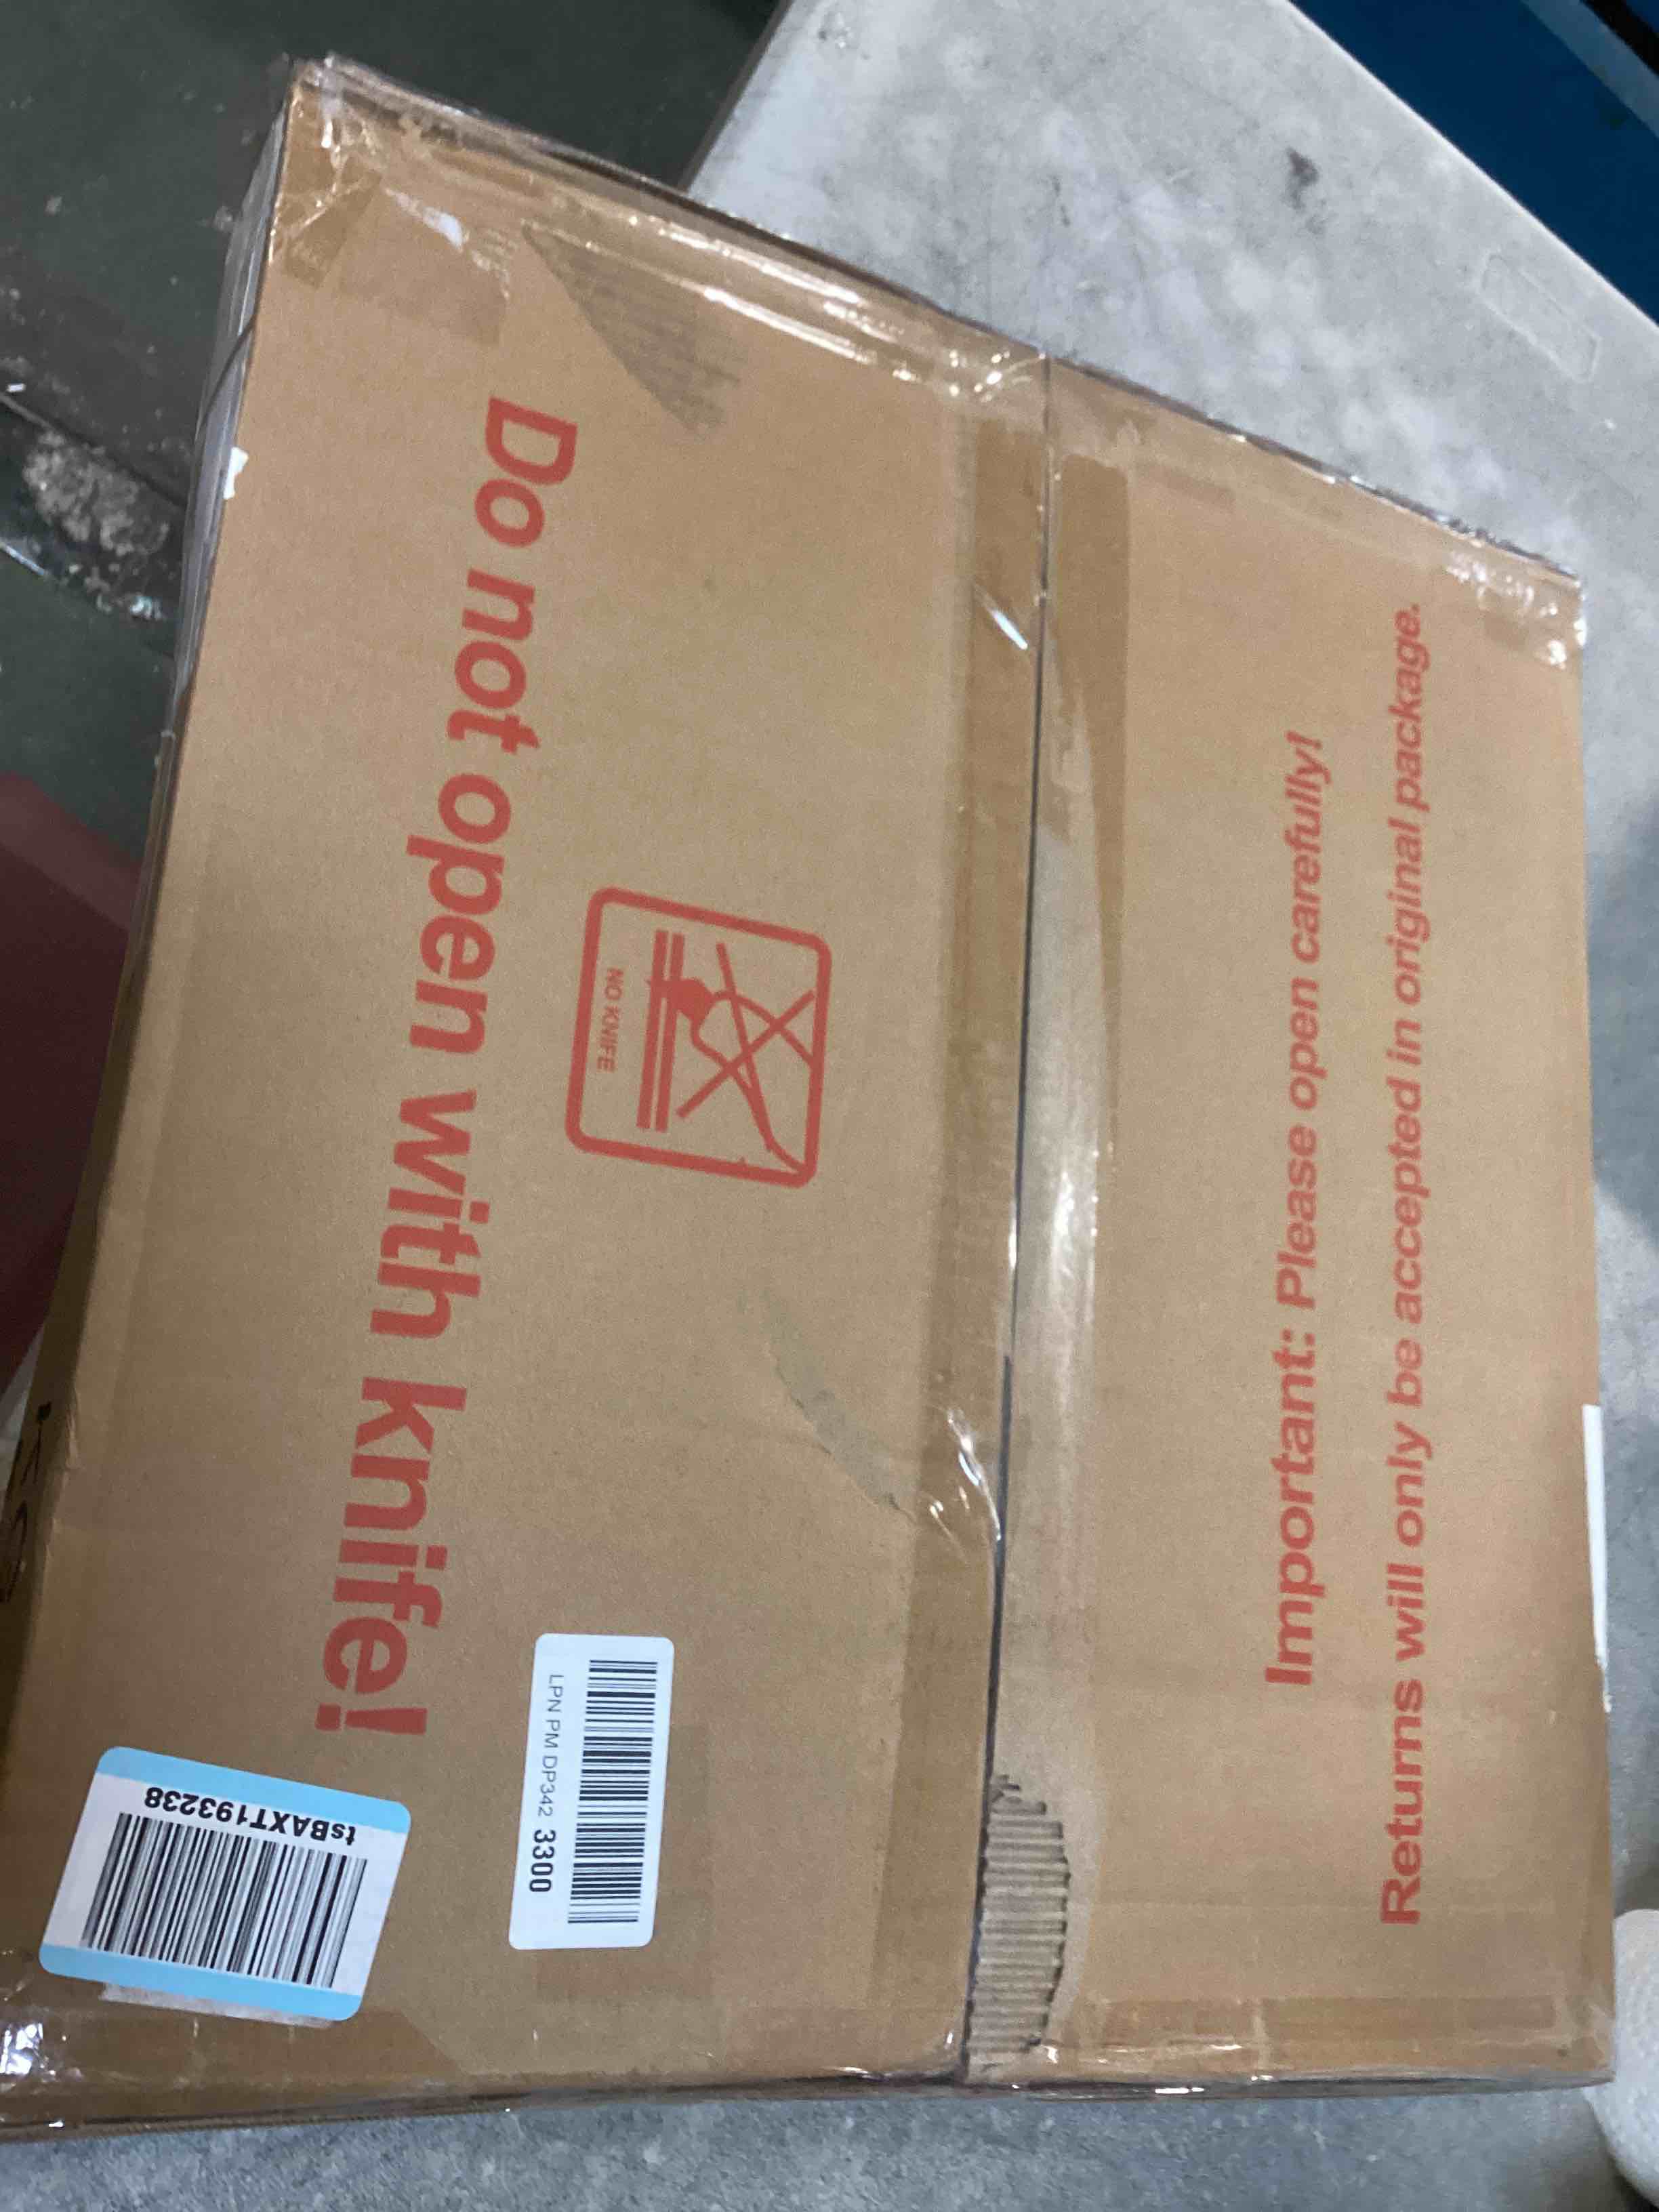 Do not open with knife!
NO KNIFE
Important: Please open carefully!
Returns will only be accepted in original package.
LPN PM DP342 3300
tsBAXT193238